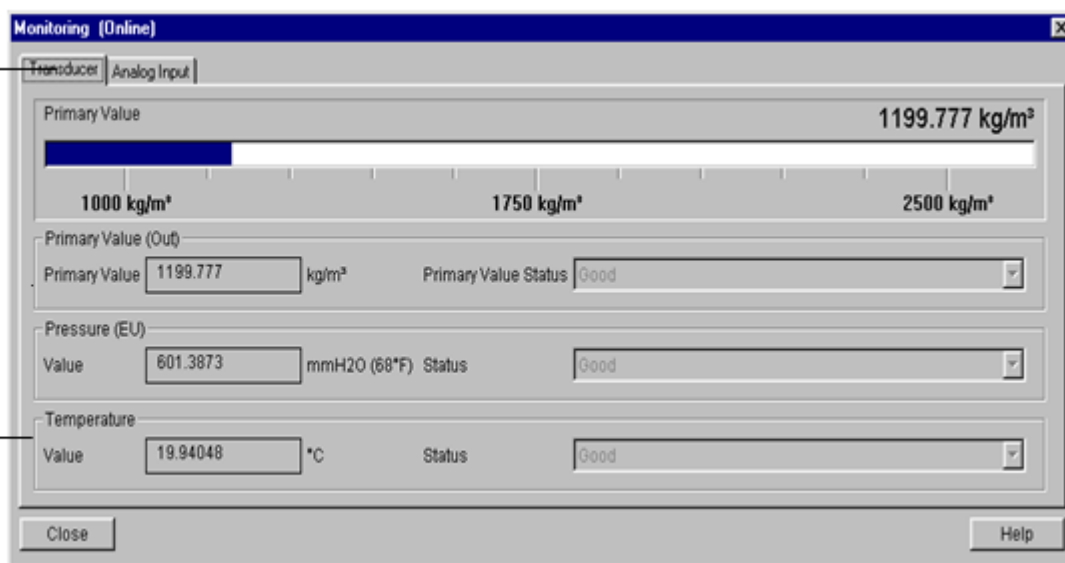 Monitoring (Online)
Transducer Analog Input
Primary Value 1199.777 kg/m³
1000 kg/m³ 1750 kg/m³ 2500 kg/m³
Primary Value (Out)
Primary Value 1199.777 kg/m³ Primary Value Status Good
Pressure (EU)
Value 601.3873 mmH2O (68°F) Status Good
Temperature
Value 19.94048 °C Status Good
Close Help